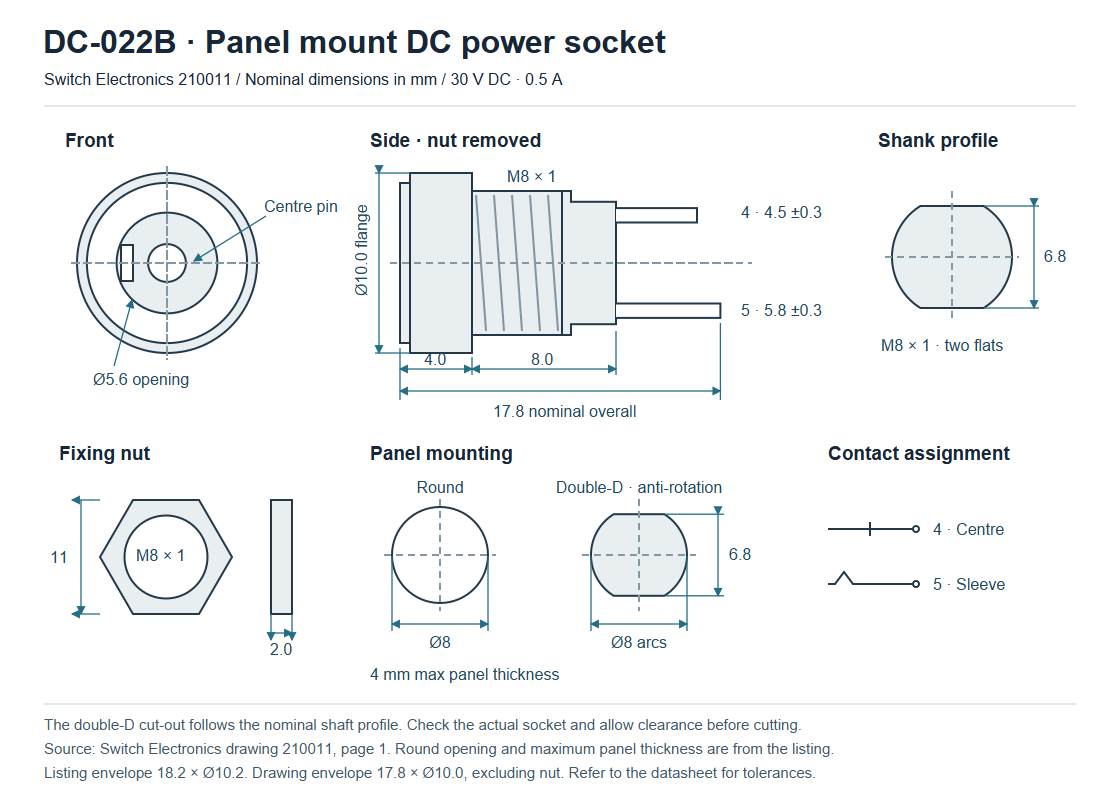 DC-022B · Panel mount DC power socket
Switch Electronics 210011 / Nominal dimensions in mm / 30 V DC · 0.5 A
Front
Side · nut removed
Shank profile
Centre pin
Ø5.6 opening
M8 × 1
Ø10.0 flange
4 · 4.5 ±0.3
5 · 5.8 ±0.3
4.0
8.0
17.8 nominal overall
6.8
M8 × 1 · two flats
Fixing nut
Panel mounting
Contact assignment
11
M8 × 1
2.0
Round
Double-D · anti-rotation
6.8
Ø8
Ø8 arcs
4 mm max panel thickness
4 · Centre
5 · Sleeve
The double-D cut-out follows the nominal shaft profile. Check the actual socket and allow clearance before cutting.
Source: Switch Electronics drawing 210011, page 1. Round opening and maximum panel thickness are from the listing.
Listing envelope 18.2 × Ø10.2. Drawing envelope 17.8 × Ø10.0, excluding nut. Refer to the datasheet for tolerances.